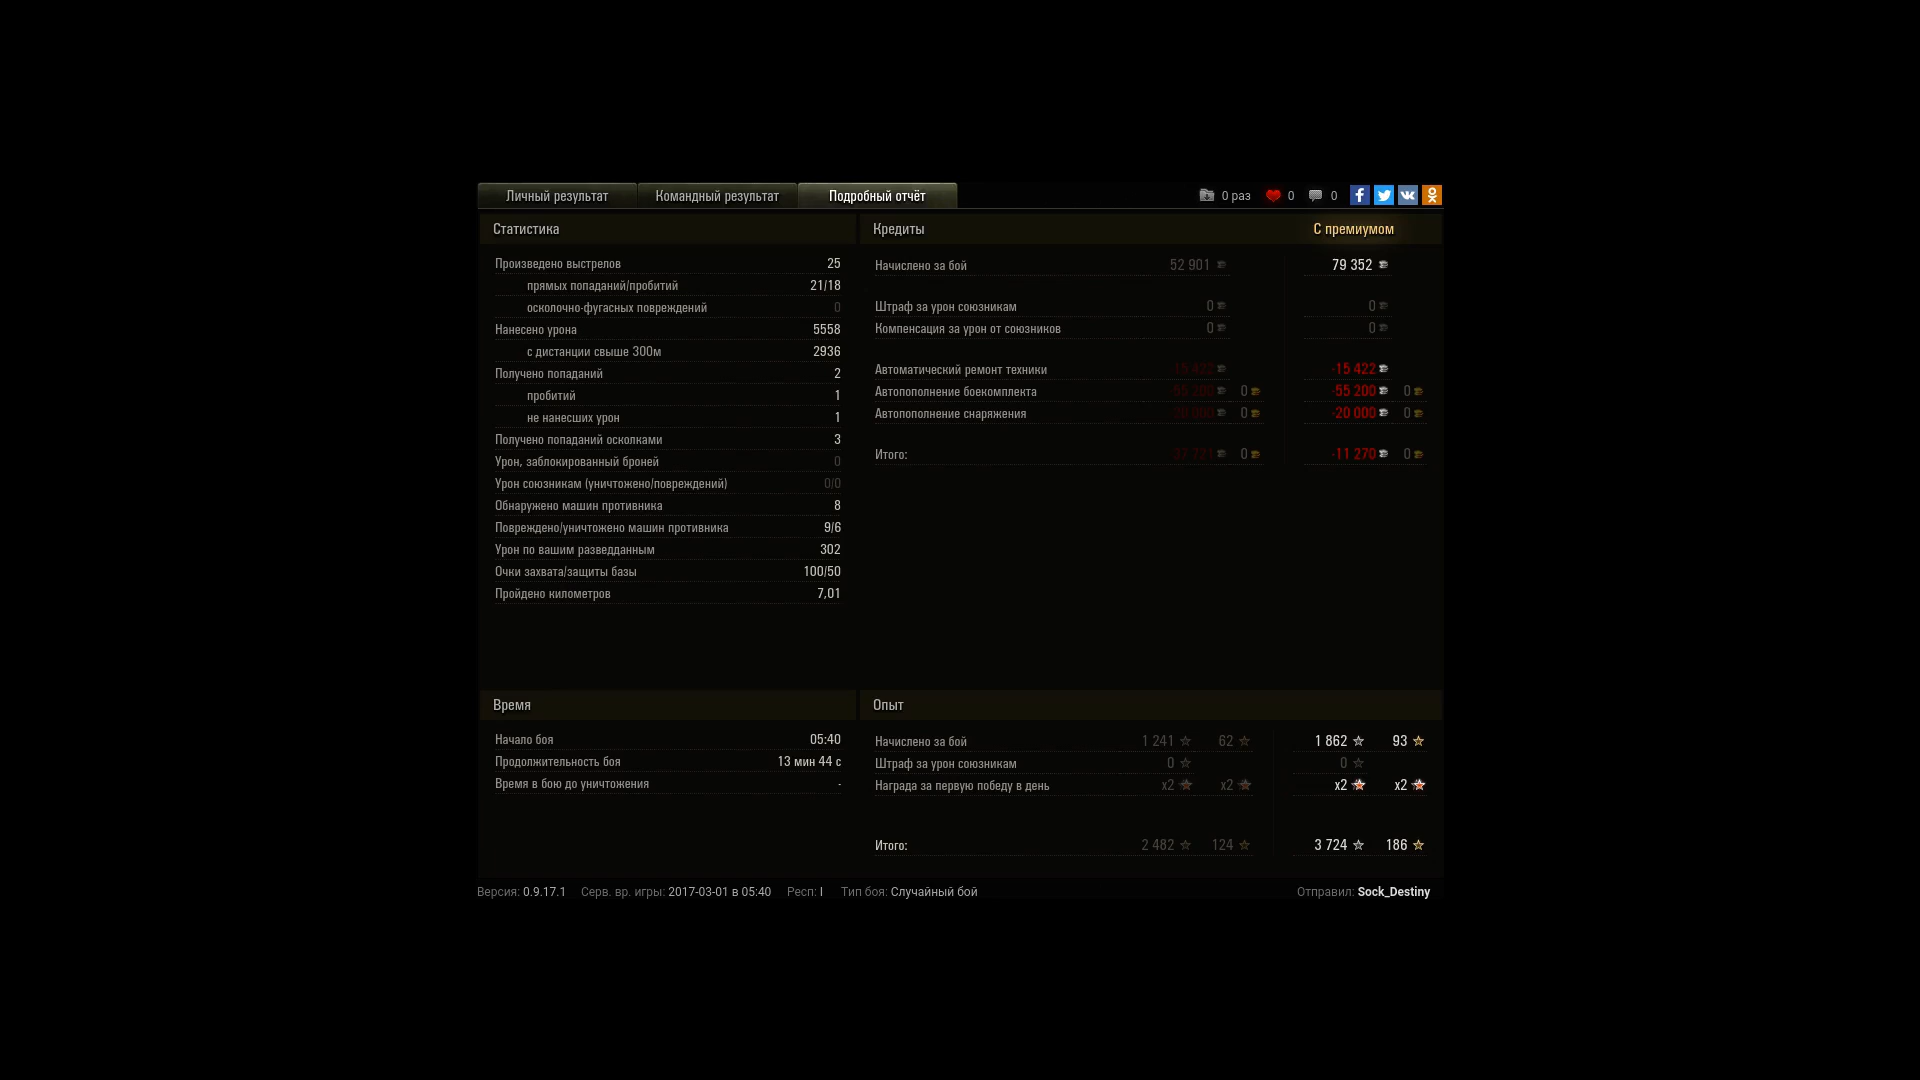 Личный результат Командный результат Подробный отчёт 0 раз 0 0
Статистика
Произведено выстрелов 25
прямых попаданий/пробитий 21/18
осколочно-фугасных повреждений 0
Нанесено урона 5558
с дистанции свыше 300м 2936
Получено попаданий 2
пробитий 1
не нанесших урон 1
Получено попаданий осколками 3
Урон, заблокированный броней 0
Урон союзникам (уничтожено/повреждений) 0/0
Обнаружено машин противника 8
Повреждено/уничтожено машин противника 9/6
Урон по вашим разведданным 302
Очки захвата/защиты базы 100/50
Пройдено километров 7,01
Кредиты С премиумом
Начислено за бой 52 901 79 352
Штраф за урон союзникам 0 0
Компенсация за урон от союзников 0 0
Автоматический ремонт техники -15 422 -15 422
Автопополнение боекомплекта -55 200 0 -55 200 0
Автопополнение снаряжения -20 000 0 -20 000 0
Итого: -37 721 0 -11 270 0
Время
Начало боя 05:40
Продолжительность боя 13 мин 44 с
Время в бою до уничтожения -
Опыт
Начислено за бой 1 241 62 1 862 93
Штраф за урон союзникам 0 0
Награда за первую победу в день x2 x2 x2 x2
Итого: 2 482 124 3 724 186
Версия: 0.9.17.1 Серв. вр. игры: 2017-03-01 в 05:40 Респ: I Тип боя: Случайный бой Отправил: Sock_Destiny